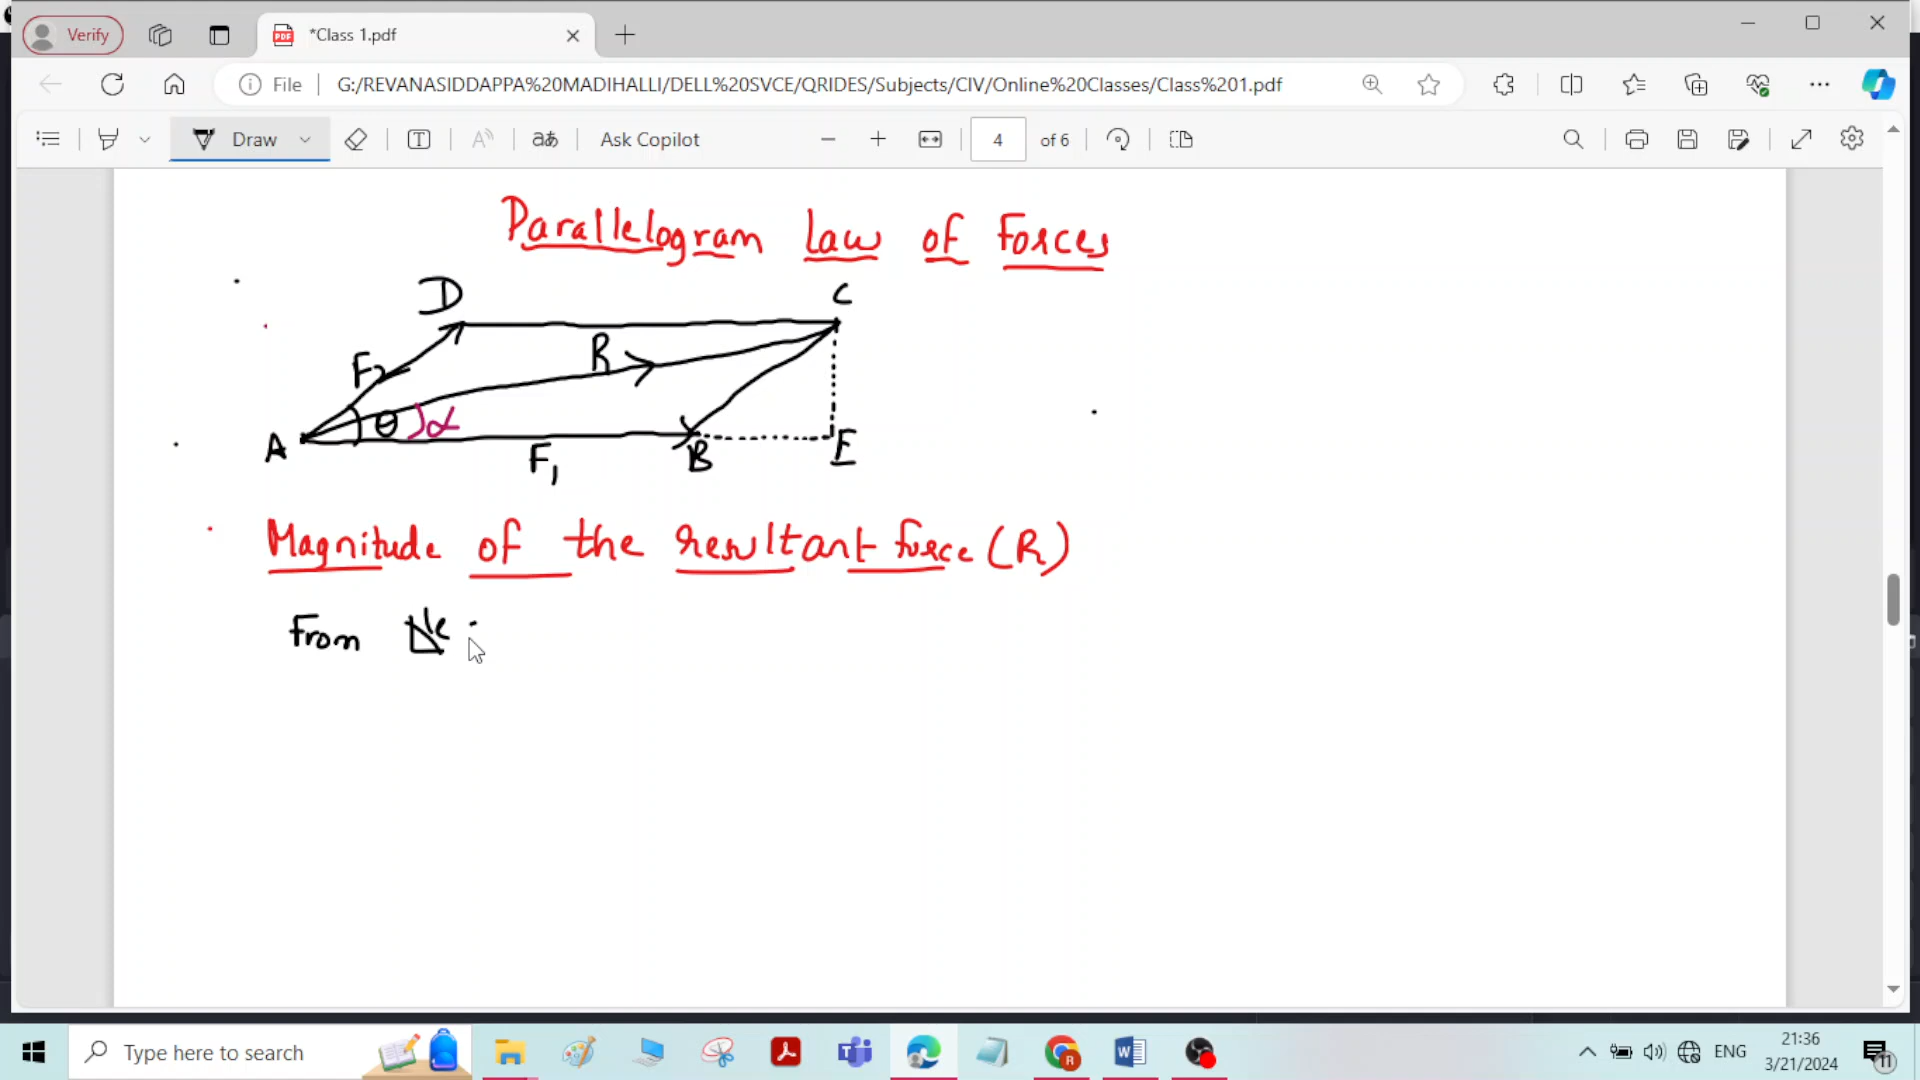 Verify
*Class 1.pdf
File
G:/REVANASIDDAPPA%20MADIHALLI/DELL%20SVCE/QRIDES/Subjects/CIV/Online%20Classes/Class%201.pdf
Draw
Ask Copilot
4 of 6
Parallelogram law of Forces
D
C
F2
R
θ
α
A
F1
B
E
Magnitude of the resultant force (R)
From
Type here to search
ENG
21:36
3/21/2024
11